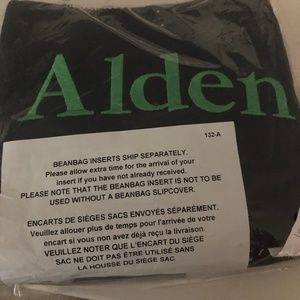 Alden
132-A
BEANBAG INSERTS SHIP SEPARATELY.
Please allow extra time for the arrival of your
insert if you have not already received.
PLEASE NOTE THAT THE BEANBAG INSERT IS NOT TO BE
USED WITHOUT A BEANBAG SLIPCOVER.
ENCARTS DE SIÈGES SACS ENVOYÉS SÉPARÉMENT.
Veuillez allouer plus de temps pour l'arrivée de votre
encart si vous n'avez déjà reçu la livraison.
VEUILLEZ NOTER QUE L'ENCART DU SIÈGE
SAC NE DOIT PAS ÊTRE UTILISÉ SANS
LA HOUSSE DU SIÈGE SAC.